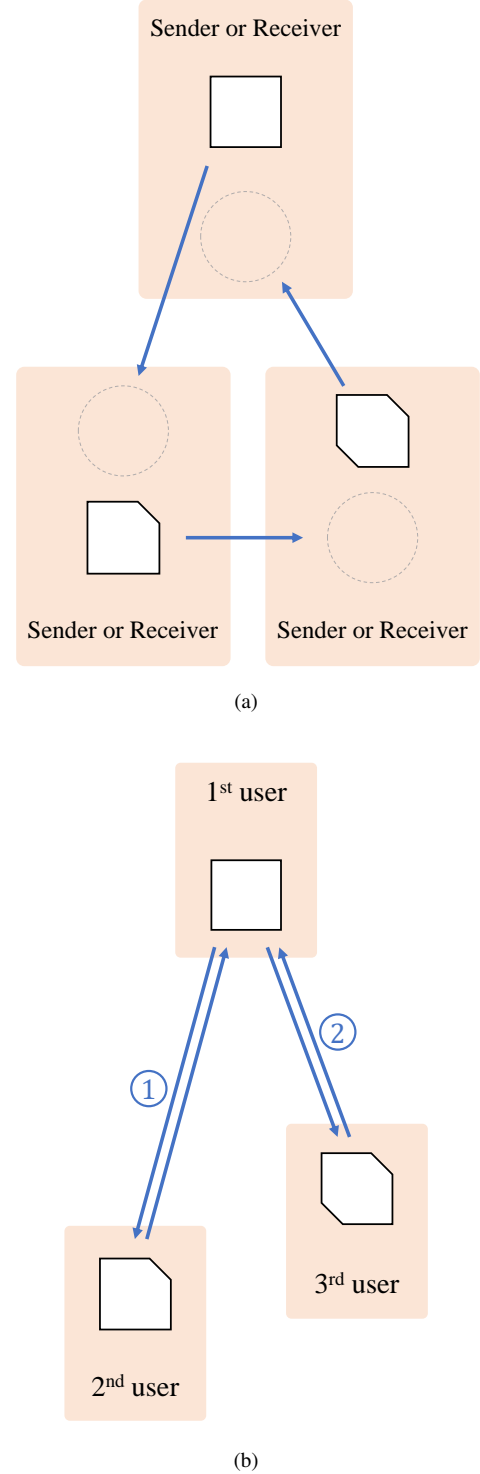 Sender or Receiver
Sender or Receiver
Sender or Receiver
(a)
1st user
2
1
3rd user
2nd user
(b)